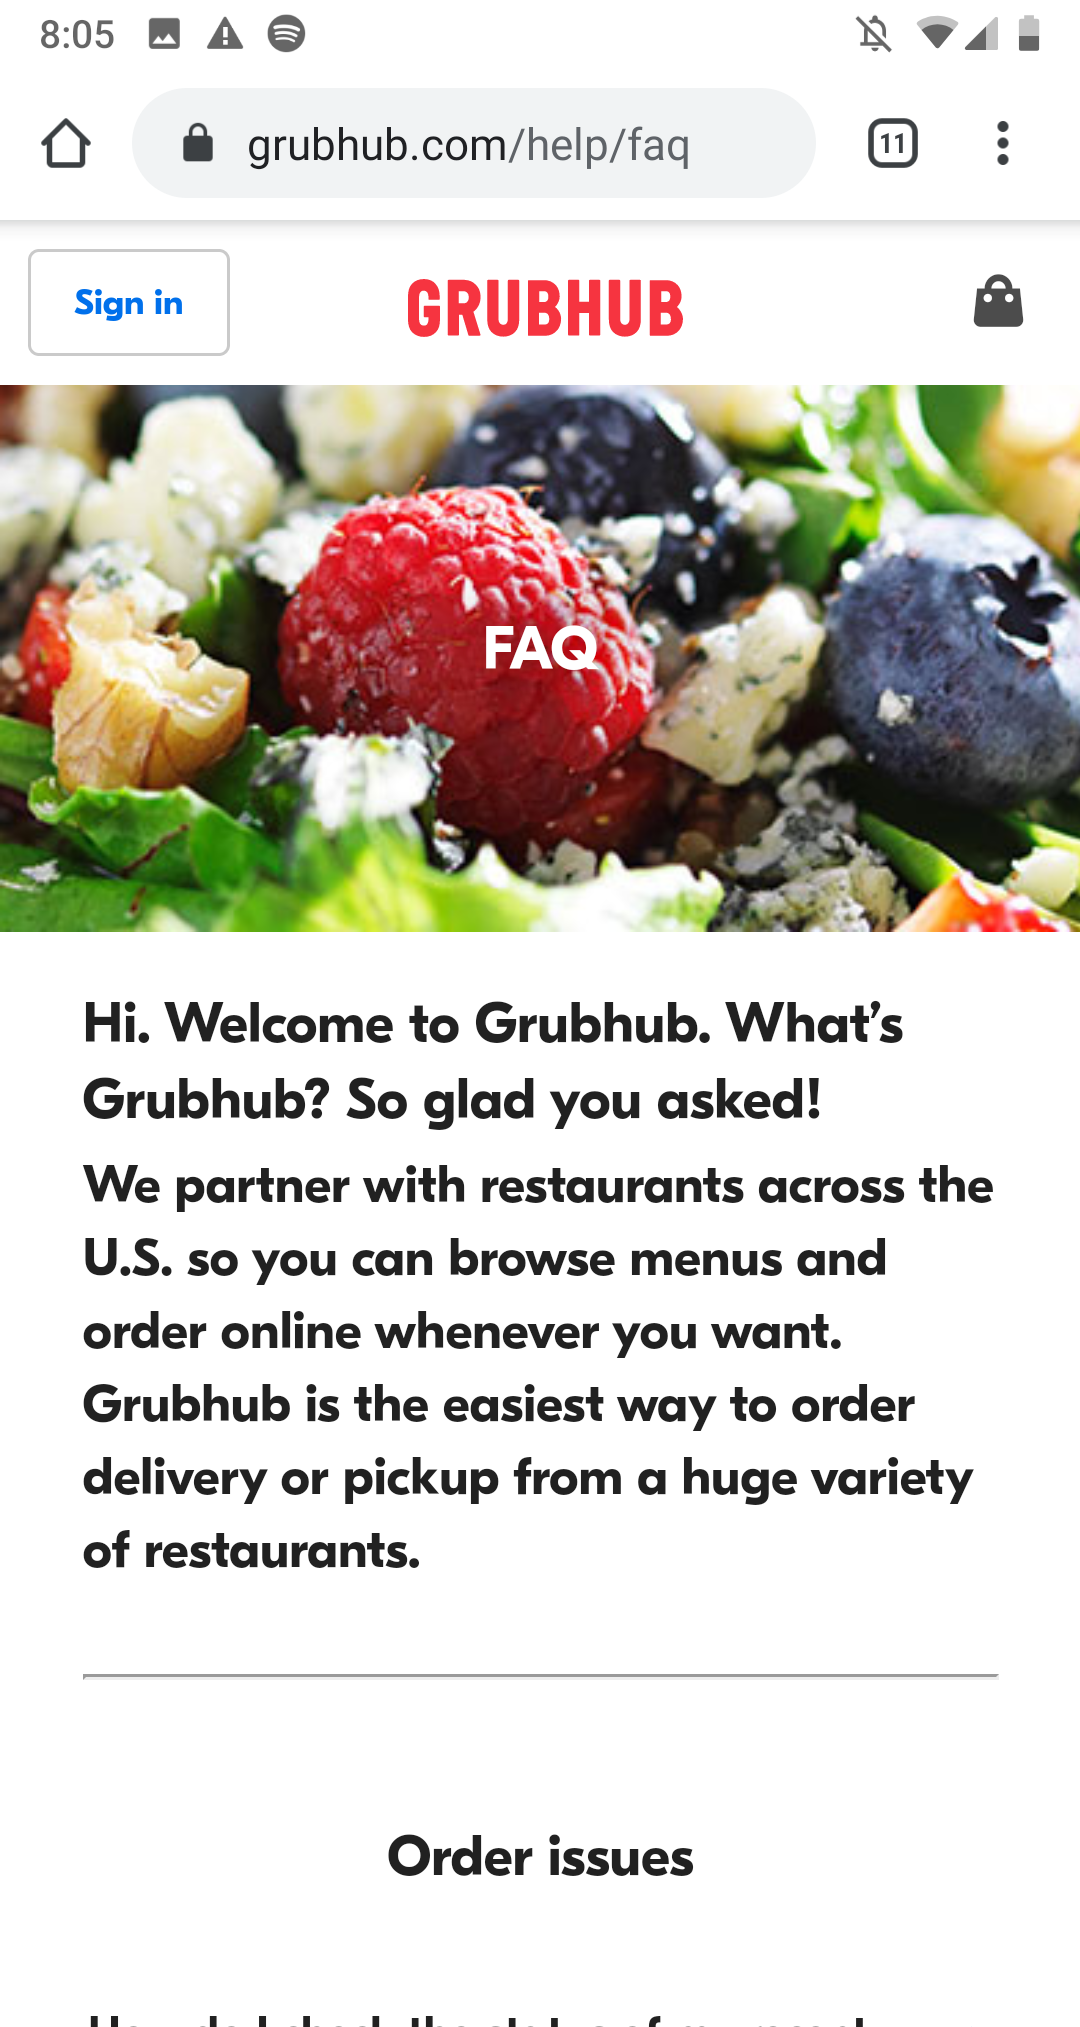 8:05
grubhub.com/help/faq
11
Sign in
GRUBHUB
FAQ
Hi. Welcome to Grubhub. What's
Grubhub? So glad you asked!
We partner with restaurants across the
U.S. so you can browse menus and
order online whenever you want.
Grubhub is the easiest way to order
delivery or pickup from a huge variety
of restaurants.
Order issues